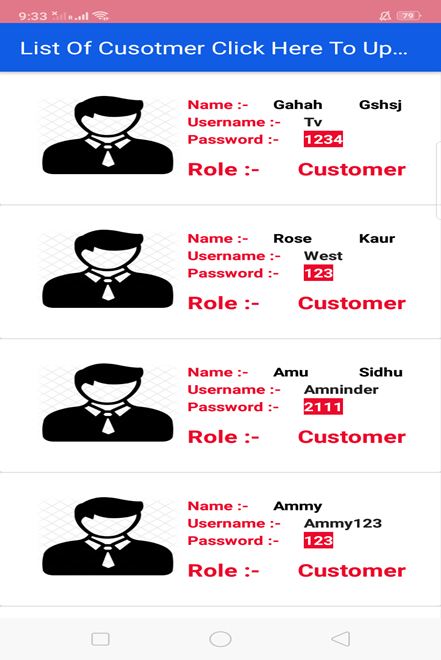 9:33 79
List Of Cusotmer Click Here To Up...
Name :- Gahah Gshsj
Username :- Tv
Password :- 1234
Role :- Customer
Name :- Rose Kaur
Username :- West
Password :- 123
Role :- Customer
Name :- Amu Sidhu
Username :- Amninder
Password :- 2111
Role :- Customer
Name :- Ammy
Username :- Ammy123
Password :- 123
Role :- Customer